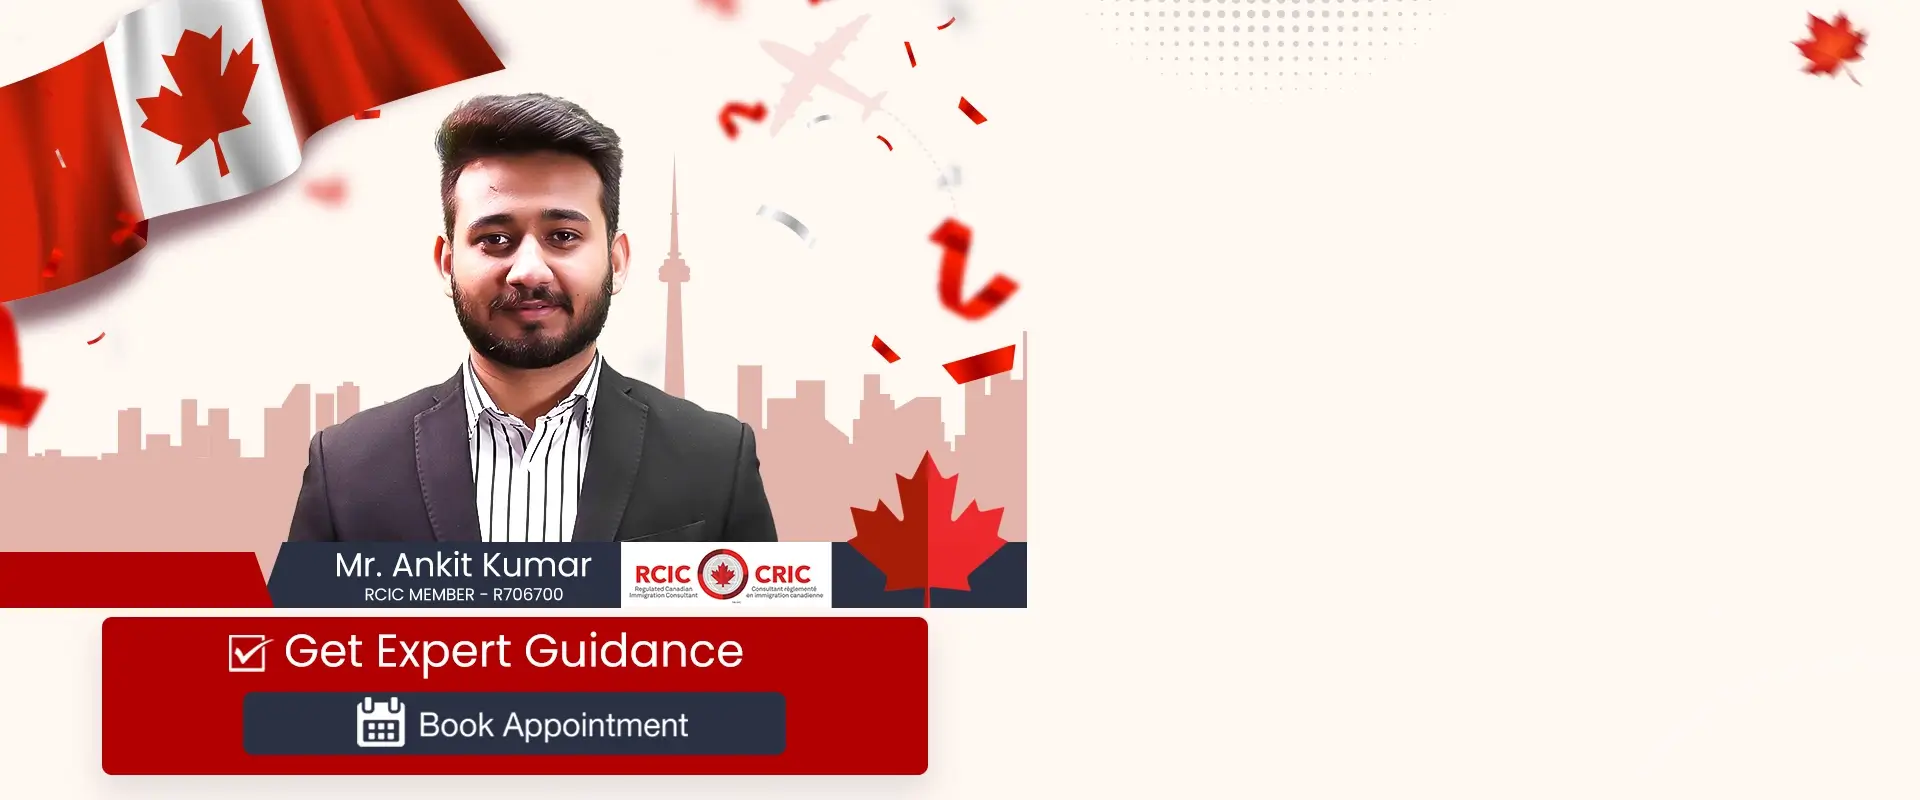 Mr. Ankit Kumar
RCIC MEMBER - R706700
RCIC CRIC
Regulated Canadian
Immigration Consultant
Consultant réglementé
en immigration canadienne
Get Expert Guidance
Book Appointment